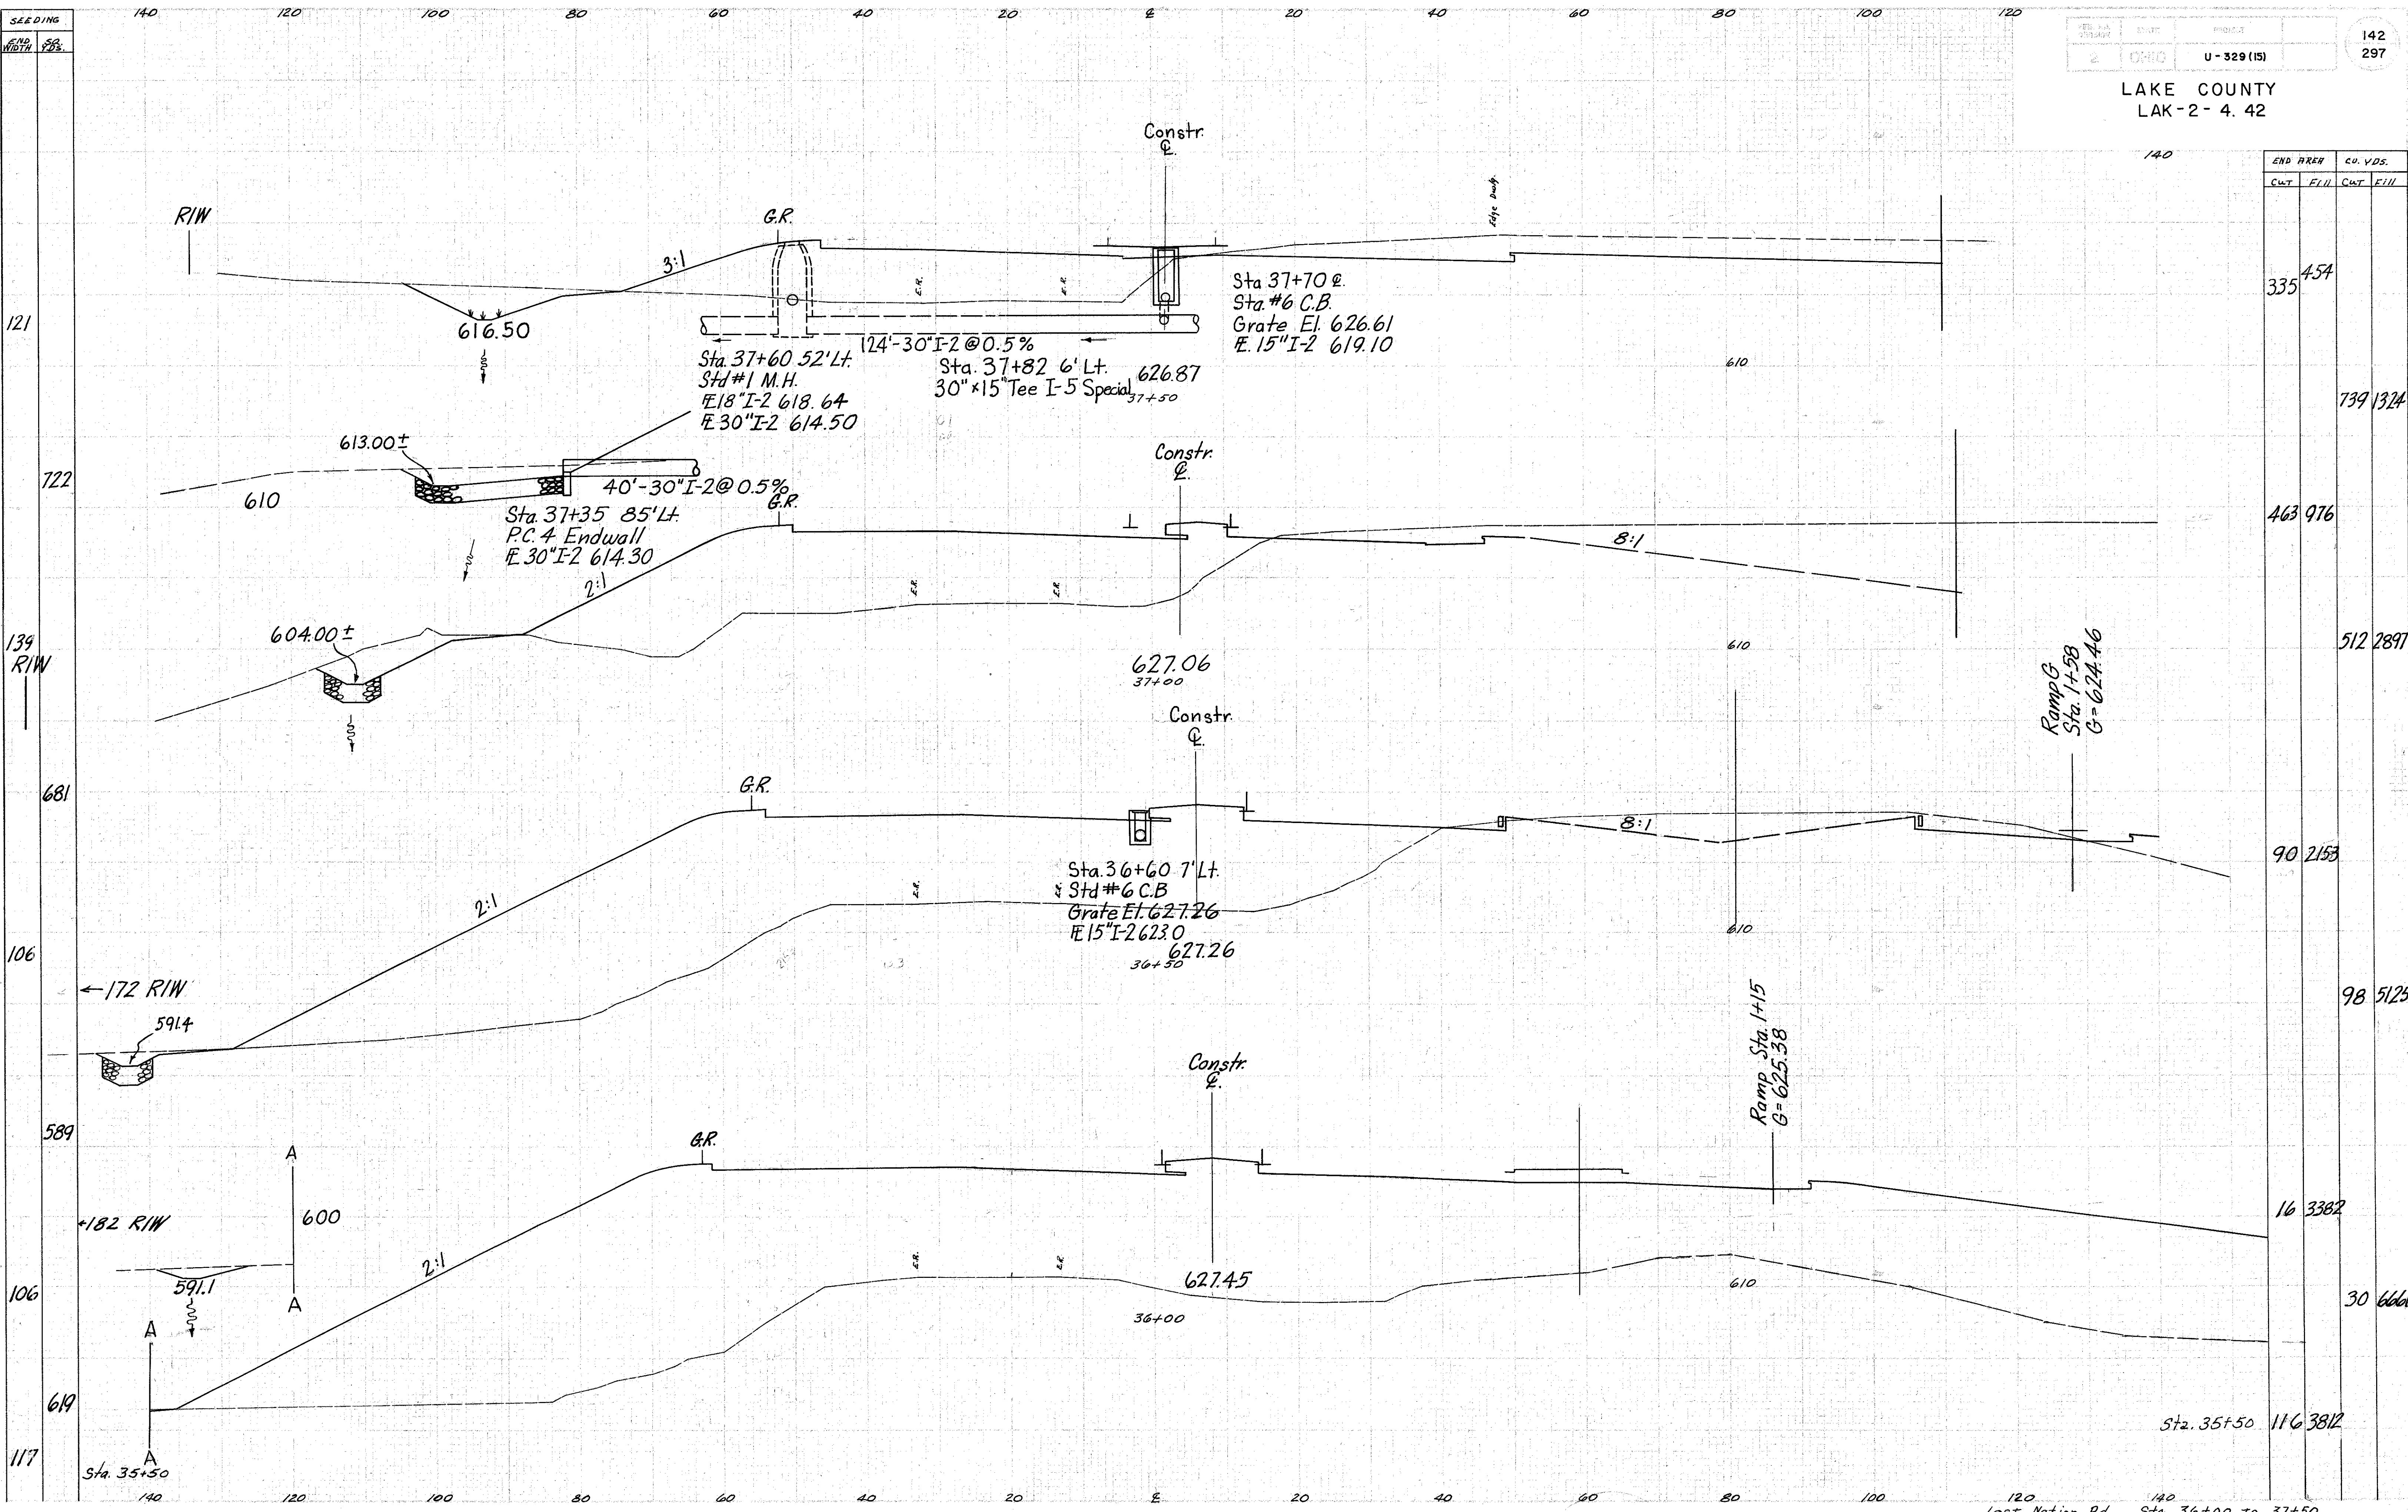 140 120 100 80 60 40 20 ℄ 20 40 60 80 100 120
SEEDING
END WIDTH SQ. YDS.
OHIO
U-329 (15)
142
297
LAKE COUNTY
LAK-2-4.42
140
END AREA CU. YDS.
CUT Fill CUT Fill
Constr.
℄
R/W
G.R.
3:1
E.R.
E.R.
616.50
121
335 454
Sta 37+70 ℄
Sta. #6 C.B.
Grate El. 626.61
℄ 15" I-2 619.10
124'-30" I-2 @ 0.5%
Sta. 37+60 52' Lt.
Std #1 M.H.
℄ 18" I-2 618.64
℄ 30" I-2 614.50
Sta. 37+82 6' Lt.
30" x 15" Tee I-5 Special
626.87
37+50
610
739 1324
613.00±
722
610
40'-30" I-2 @ 0.5%
G.R.
Sta. 37+35 85' Lt.
P.C. 4 Endwall
℄ 30" I-2 614.30
Constr.
℄
463 976
8:1
2:1
E.R.
E.R.
604.00±
139
R/W
627.06
37+00
610
512 2897
Ramp G
Sta. 1+58
G=624.46
Constr.
℄
681
G.R.
8:1
90 2153
2:1
E.R.
Sta. 36+60 7' Lt.
Std #6 C.B
Grate El. 627.26
℄ 15" I-2 623.0
627.26
36+50
610
106
←172 R/W
591.4
98 5125
Ramp Sta. 1+15
G=625.38
Constr.
℄
589
G.R.
A
600
A
←182 R/W
16 3382
2:1
E.R.
E.R.
591.1
106
627.45
36+00
610
30
A
A
619
Sta. 35+50 116 3812
117
Sta. 35+50
140 120 100 80 60 40 20 ℄ 20 40 60 80 100 120 140